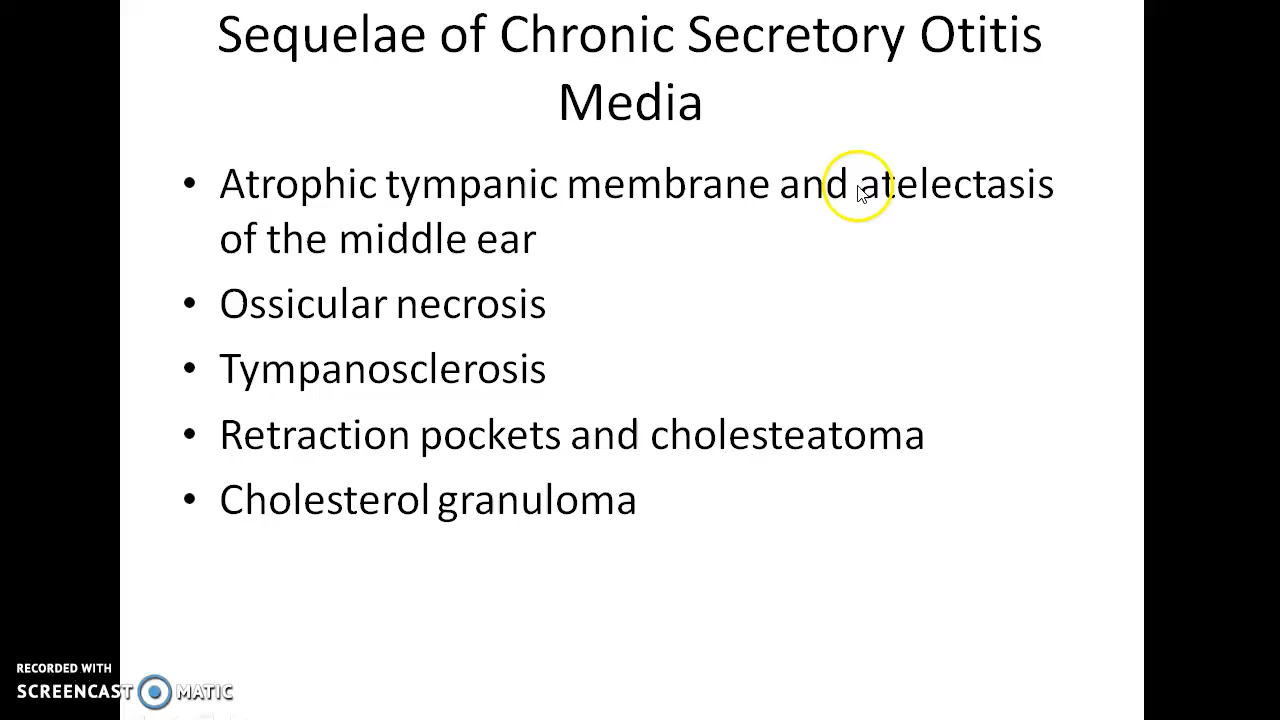 Sequelae of Chronic Secretory Otitis
Media
• Atrophic tympanic membrane and atelectasis
of the middle ear
• Ossicular necrosis
• Tympanosclerosis
• Retraction pockets and cholesteatoma
• Cholesterol granuloma
RECORDED WITH
SCREENCAST MATIC